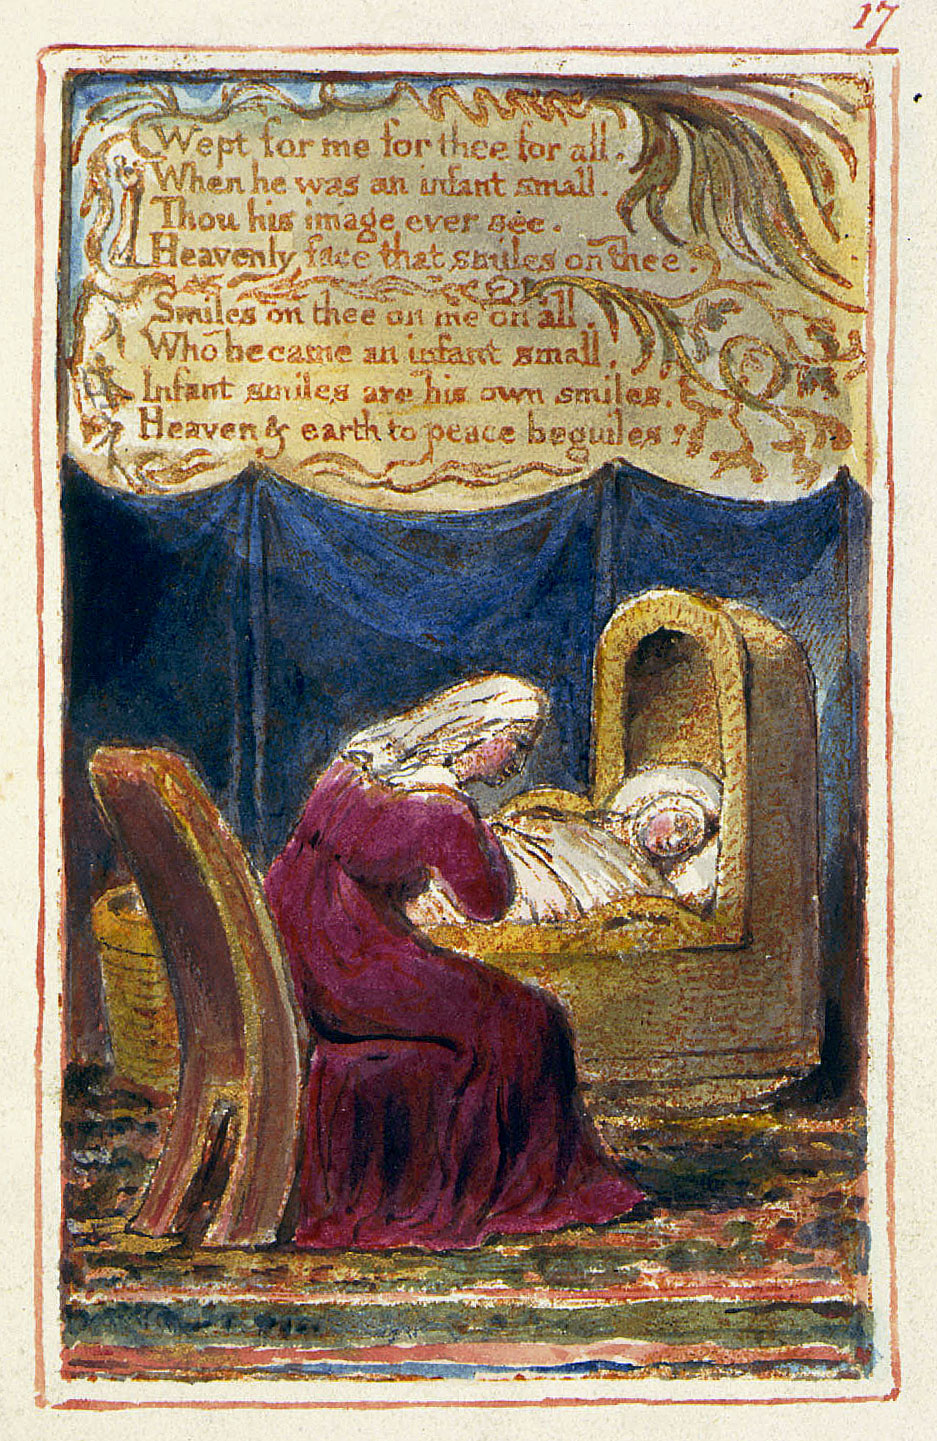 17
Wept for me for thee for all.
When he was an infant small.
Thou his image ever see.
Heavenly face that smiles on thee.
Smiles on thee on me on all,
Who became an infant small,
Infant smiles are his own smiles.
Heaven & earth to peace beguiles.